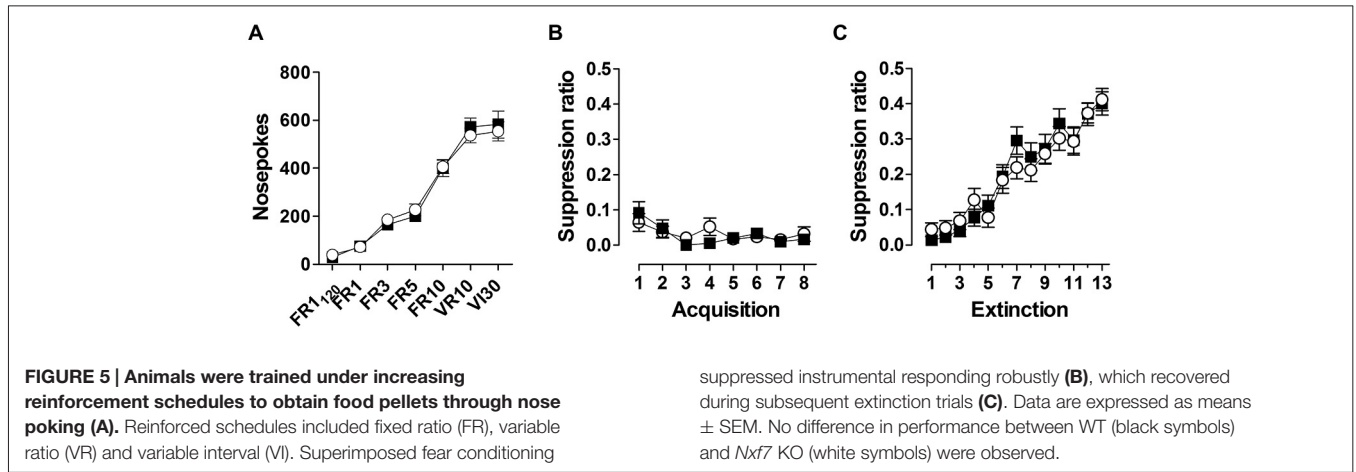 A
B
C
Nosepokes
800
600
400
200
0
FR1 120
FR1
FR3
FR5
FR10
VR10
VI30
Suppression ratio
0.5
0.4
0.3
0.2
0.1
0.0
1 2 3 4 5 6 7 8
Acquisition
Suppression ratio
0.5
0.4
0.3
0.2
0.1
0.0
1 3 5 7 9 11 13
Extinction
FIGURE 5 | Animals were trained under increasing
reinforcement schedules to obtain food pellets through nose
poking (A). Reinforced schedules included fixed ratio (FR), variable
ratio (VR) and variable interval (VI). Superimposed fear conditioning
suppressed instrumental responding robustly (B), which recovered
during subsequent extinction trials (C). Data are expressed as means
± SEM. No difference in performance between WT (black symbols)
and Nxf7 KO (white symbols) were observed.